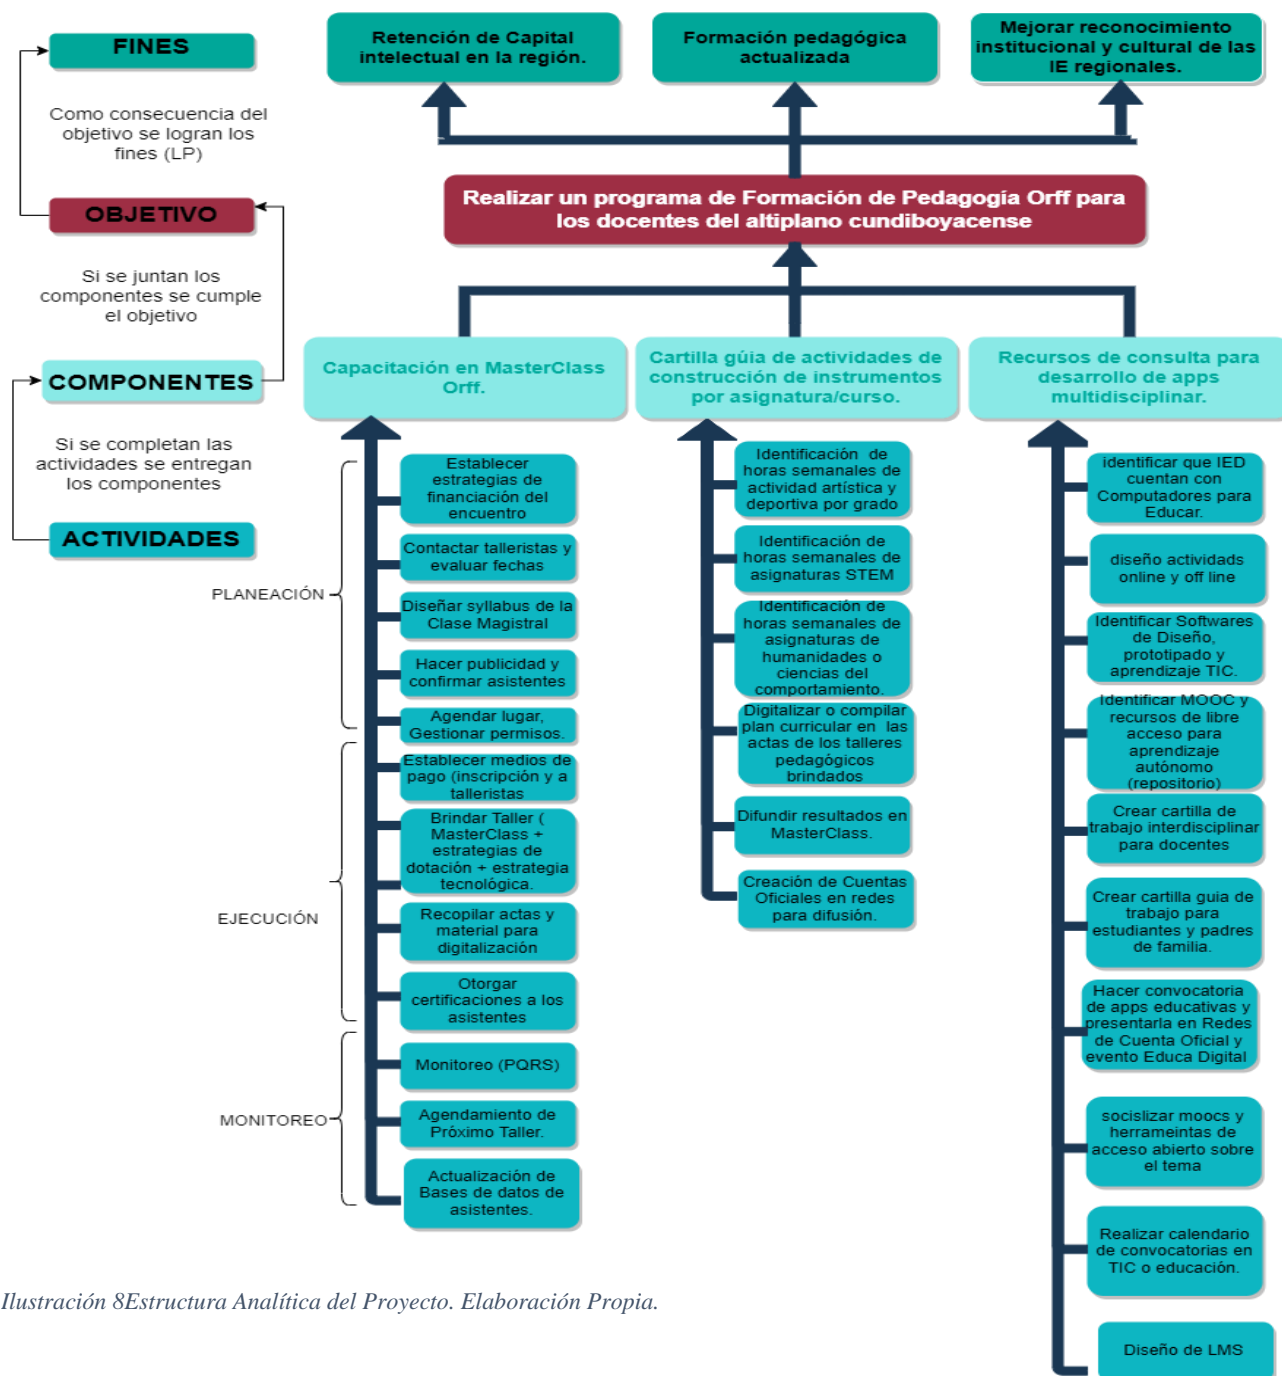 FINES
Como consecuencia del
objetivo se logran los
fines (LP)
OBJETIVO
Si se juntan los
componentes se cumple
el objetivo
COMPONENTES
Si se completan las
actividades se entregan
los componentes
ACTIVIDADES
Retención de Capital
intelectual en la región.
Formación pedagógica
actualizada
Mejorar reconocimiento
institucional y cultural de las
IE regionales.
Realizar un programa de Formación de Pedagogía Orff para
los docentes del altiplano cundiboyacense
Capacitación en MasterClass
Orff.
Cartilla gúia de actividades de
construcción de instrumentos
por asignatura/curso.
Recursos de consulta para
desarrollo de apps
multidisciplinar.
PLANEACIÓN
Establecer
estrategias de
financiación del
encuentro
Contactar talleristas y
evaluar fechas
Diseñar syllabus de la
Clase Magistral
Hacer publicidad y
confirmar asistentes
Agendar lugar,
Gestionar permisos.
EJECUCIÓN
Establecer medios de
pago (inscripción y a
talleristas
Brindar Taller (
MasterClass +
estrategias de
dotación + estrategia
tecnológica.
Recopilar actas y
material para
digitalización
Otorgar
certificaciones a los
asistentes
MONITOREO
Monitoreo (PQRS)
Agendamiento de
Próximo Taller.
Actualización de
Bases de datos de
asistentes.
Identificación de
horas semanales de
actividad artística y
deportiva por grado
Identificación de
horas semanales de
asignaturas STEM
Identificación de
horas semanales de
asignaturas de
humanidades o
ciencias del
comportamiento.
Digitalizar o compilar
plan curricular en las
actas de los talleres
pedagógicos
brindados
Difundir resultados en
MasterClass.
Creación de Cuentas
Oficiales en redes
para difusión.
identificar que IED
cuentan con
Computadores para
Educar.
diseño actividads
online y off line
Identificar Softwares
de Diseño,
prototipado y
aprendizaje TIC.
Identificar MOOC y
recursos de libre
acceso para
aprendizaje
autónomo
(repositorio)
Crear cartilla de
trabajo interdisciplinar
para docentes
Crear cartilla guia de
trabajo para
estudiantes y padres
de familia.
Hacer convocatoria
de apps educativas y
presentarla en Redes
de Cuenta Oficial y
evento Educa Digital
socislizar moocs y
herrameintas de
acceso abierto sobre
el tema
Realizar calendario
de convocatorias en
TIC o educación.
Diseño de LMS
Ilustración 8Estructura Analítica del Proyecto. Elaboración Propia.